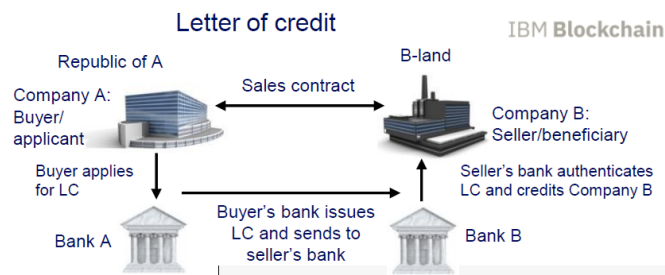 Letter of credit
IBM Blockchain
Republic of A
B-land
Company A:
Buyer/
applicant
Sales contract
Company B:
Seller/beneficiary
Buyer applies
for LC
Seller's bank authenticates
LC and credits Company B
Buyer's bank issues
LC and sends to
seller's bank
Bank A
Bank B